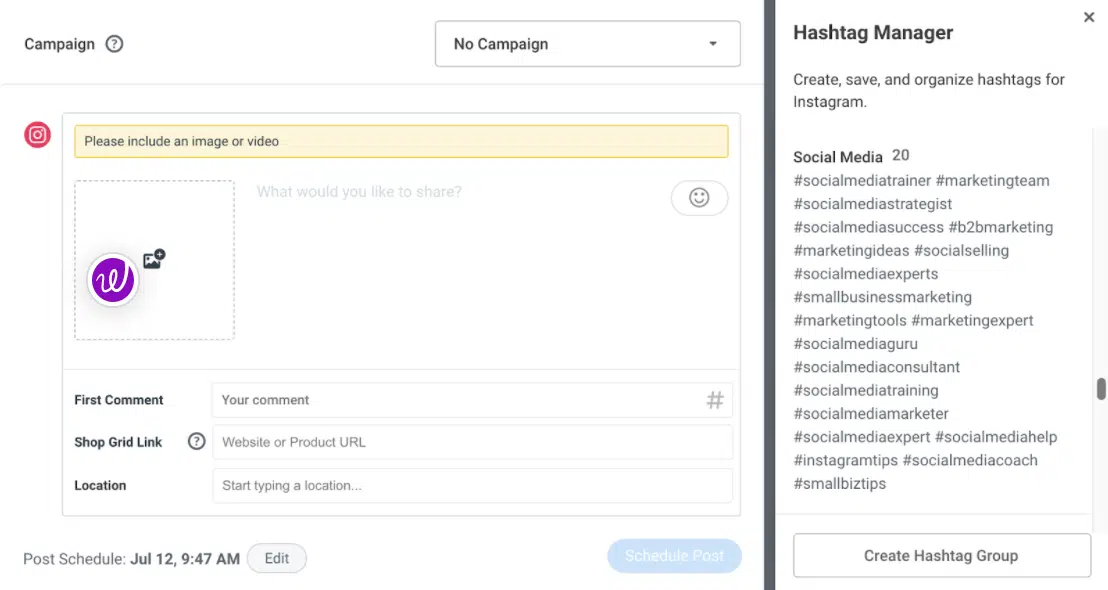 Campaign ?
No Campaign
Please include an image or video
What would you like to share?
First Comment
Your comment
#
Shop Grid Link ?
Website or Product URL
Location
Start typing a location...
Post Schedule: Jul 12, 9:47 AM
Edit
Schedule Post
Hashtag Manager
Create, save, and organize hashtags for
Instagram.
Social Media 20
#socialmediatrainer #marketingteam
#socialmediastrategist
#socialmediasuccess #b2bmarketing
#marketingideas #socialselling
#socialmediaexperts
#smallbusinessmarketing
#marketingtools #marketingexpert
#socialmediaguru
#socialmediaconsultant
#socialmediatraining
#socialmediamarketer
#socialmediaexpert #socialmediahelp
#instagramtips #socialmediacoach
#smallbiztips
Create Hashtag Group